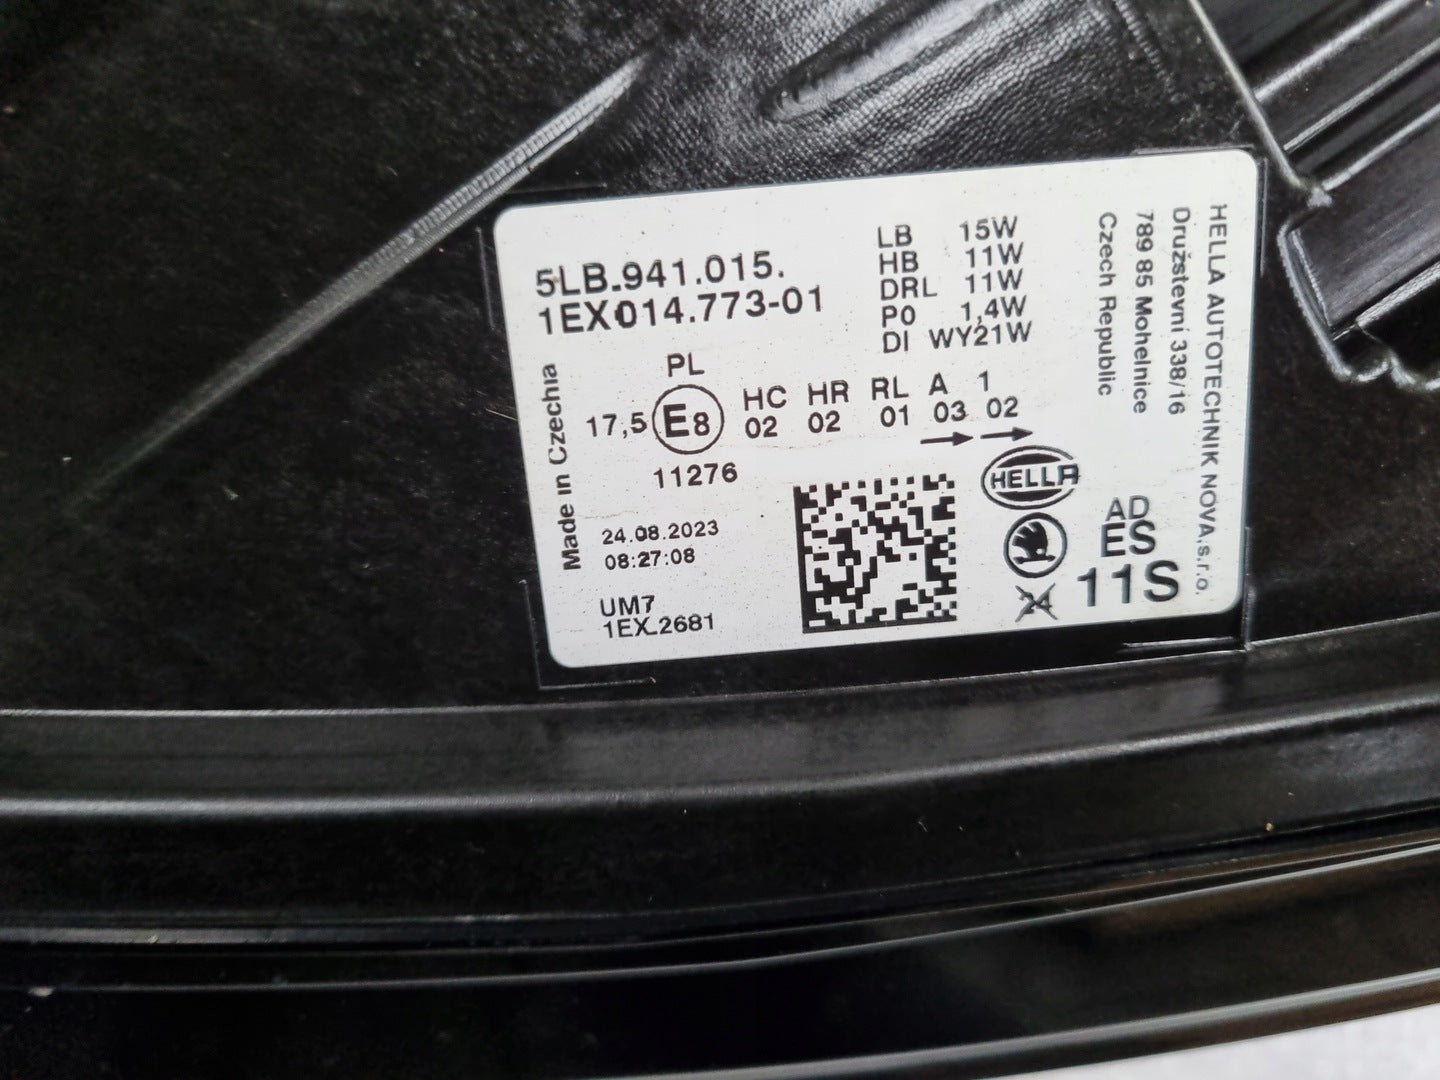 5LB.941.015.
1EX014.773-01
LB 15W
HB 11W
DRL 11W
PO 1,4W
DI WY21W
PL
17,5 E8 HC HR RL A 1
02 02 01 03 02
11276
Made in Czechia
24.08.2023
08:27:08
UM7
1EX.2681
HELLA
AD
ES
11S
HELLA AUTOTECHNIK NOVA,s.r.o.
Družstevní 338/16
789 85 Mohelnice
Czech Republic